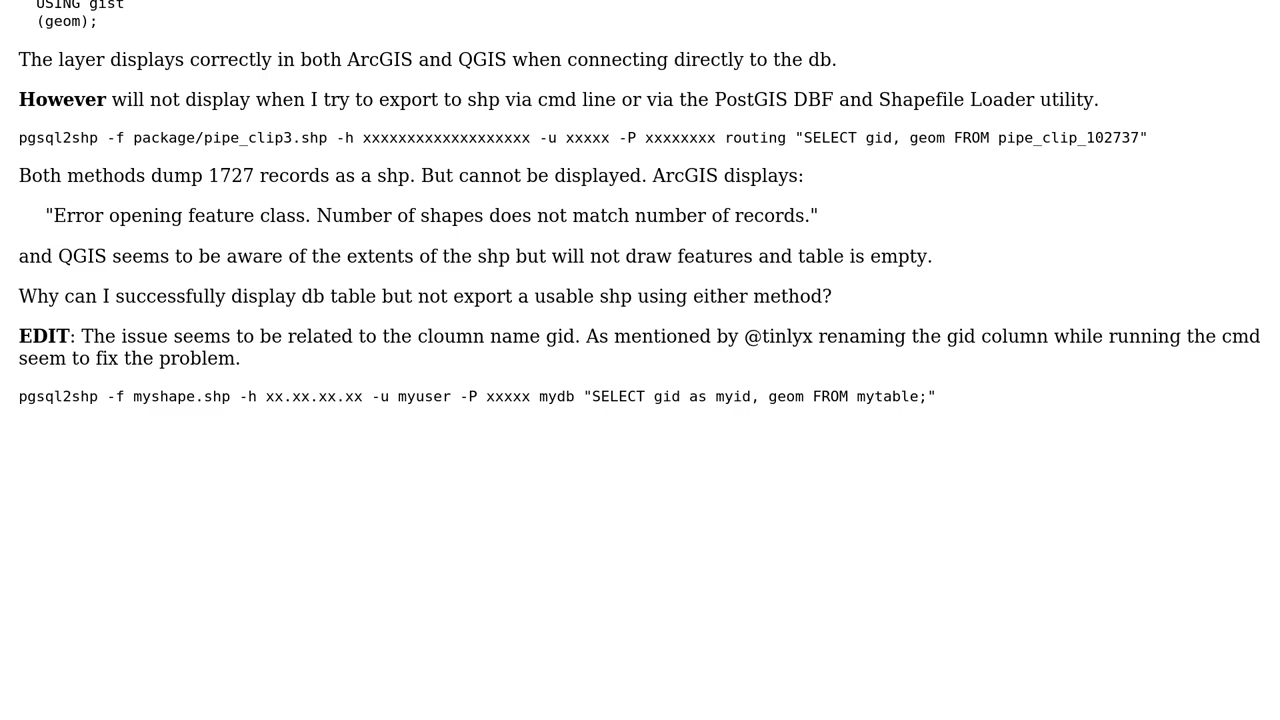 USING gist
(geom);
The layer displays correctly in both ArcGIS and QGIS when connecting directly to the db.
However will not display when I try to export to shp via cmd line or via the PostGIS DBF and Shapefile Loader utility.
pgsql2shp -f package/pipe_clip3.shp -h xxxxxxxxxxxxxxxxxxx -u xxxxx -P xxxxxxxx routing "SELECT gid, geom FROM pipe_clip_102737"
Both methods dump 1727 records as a shp. But cannot be displayed. ArcGIS displays:
"Error opening feature class. Number of shapes does not match number of records."
and QGIS seems to be aware of the extents of the shp but will not draw features and table is empty.
Why can I successfully display db table but not export a usable shp using either method?
EDIT: The issue seems to be related to the cloumn name gid. As mentioned by @tinlyx renaming the gid column while running the cmd
seem to fix the problem.
pgsql2shp -f myshape.shp -h xx.xx.xx.xx -u myuser -P xxxxx mydb "SELECT gid as myid, geom FROM mytable;"